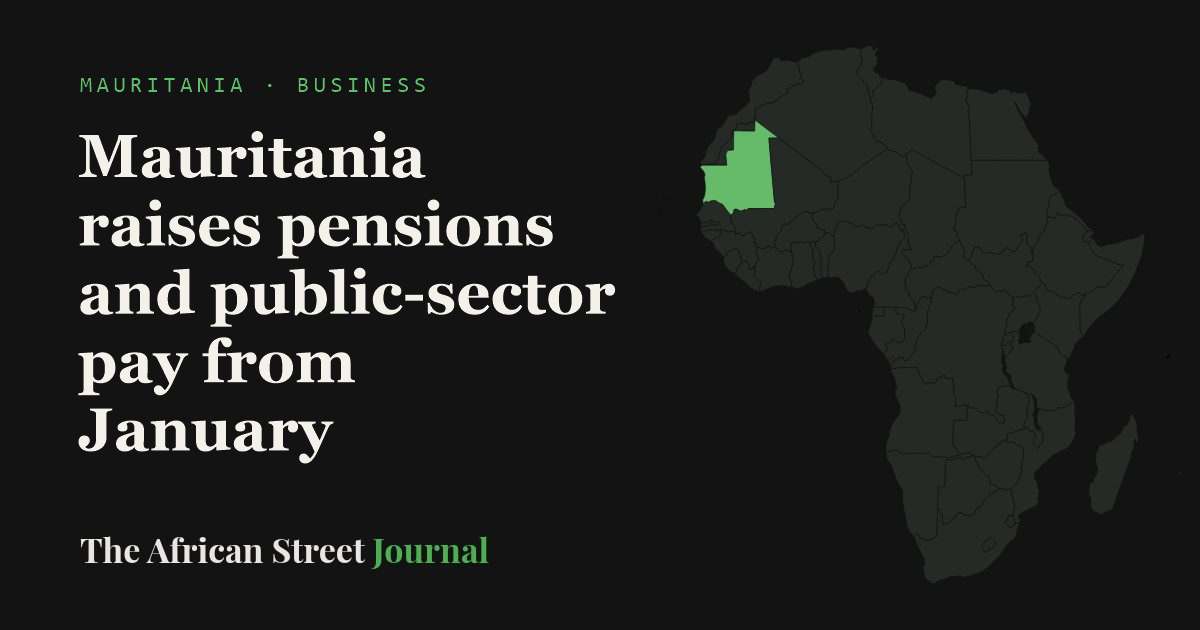 MAURITANIA · BUSINESS
Mauritania
raises pensions
and public-sector
pay from
January
The African Street Journal